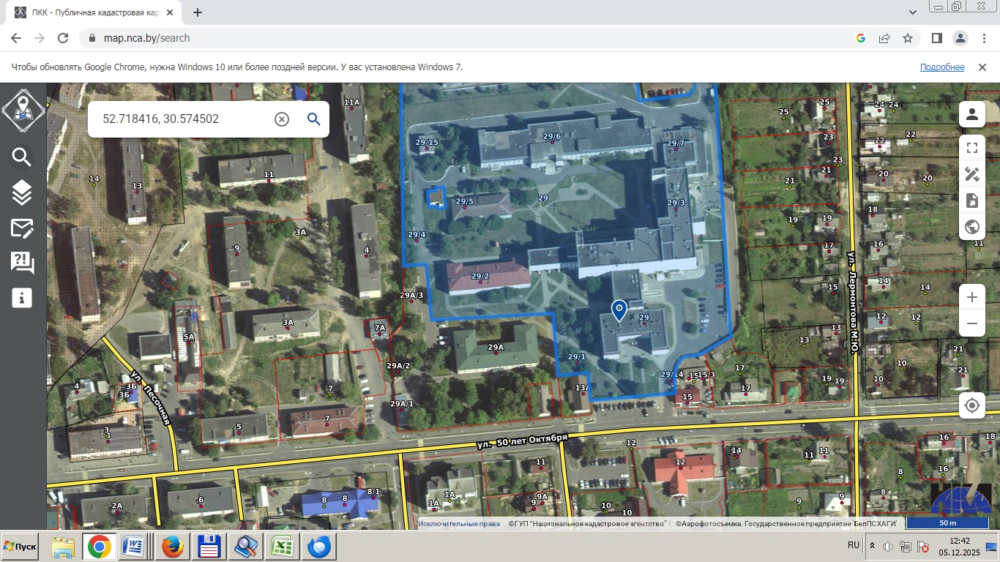 ПКК - Публичная кадастровая кар
map.nca.by/search
Чтобы обновлять Google Chrome, нужна Windows 10 или более поздней версии. У вас установлена Windows 7.
Подробнее
52.718416, 30.574502
11А
25
25
24 24
29/15
29/6
29/7
23
22
22
14
13
11
23
21
21
20
20
29/5
29
29/3
19
19
18
3А
9
4
29/4
17
16
11
ул. Лермонтова М.Ю.
29/2
15
14
14
29А/3
3А
7А
29
13
13
12
12
5А
29А
29/1
10
10
21
21
29А/2
29/14
15
15/3
17
17
19
19
4
3Б
3Б
ул. Песочная
7
13А
15
29А/1
3
3
5
7
ул. 50 лет Октября
12
14
11
11
16
18
12
16
8
11
8
8
8/1
1А
1А
9А
9
9
9
8
2А
6
10
10
Исключительные права ©ГУП "Национальное кадастровое агентство" ©Аэрофотосъемка. Государственное предприятие 'БелПСХАГИ'
50 m
Пуск
RU
12:42
05.12.2025